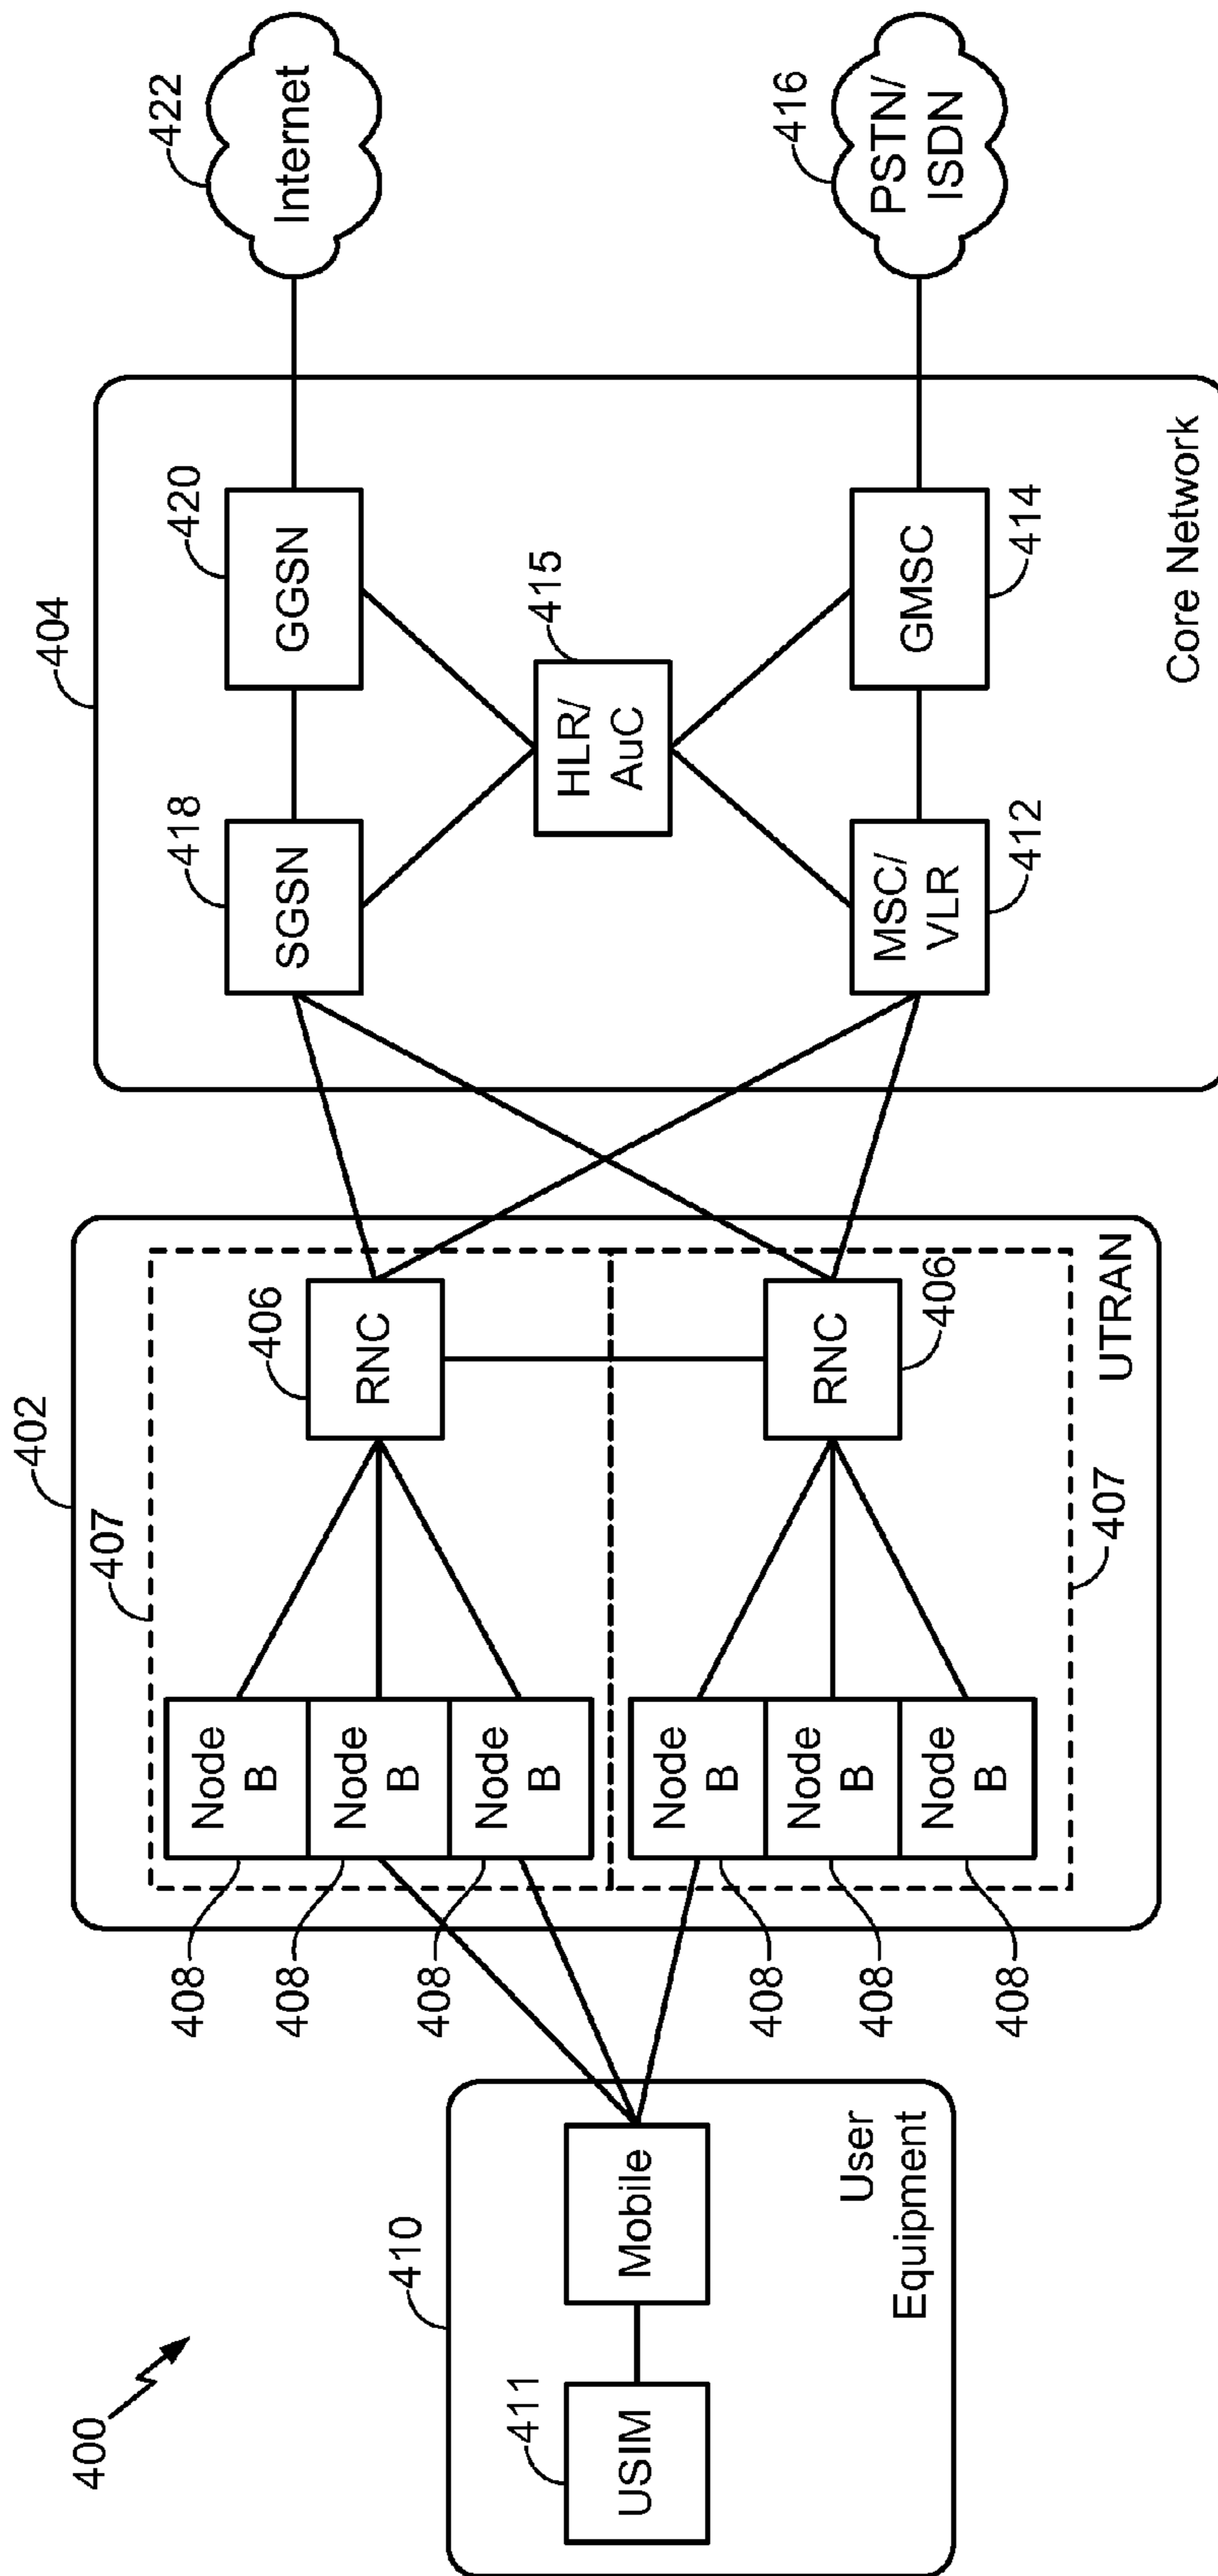 400
410
411
USIM
Mobile
User
Equipment
402
407
408
Node
B
408
Node
B
408
Node
B
406
RNC
408
Node
B
408
Node
B
408
Node
B
RNC
406
407
UTRAN
404
418
SGSN
420
GGSN
415
HLR/
AuC
MSC/
VLR
412
GMSC
414
Core Network
422
Internet
416
PSTN/
ISDN